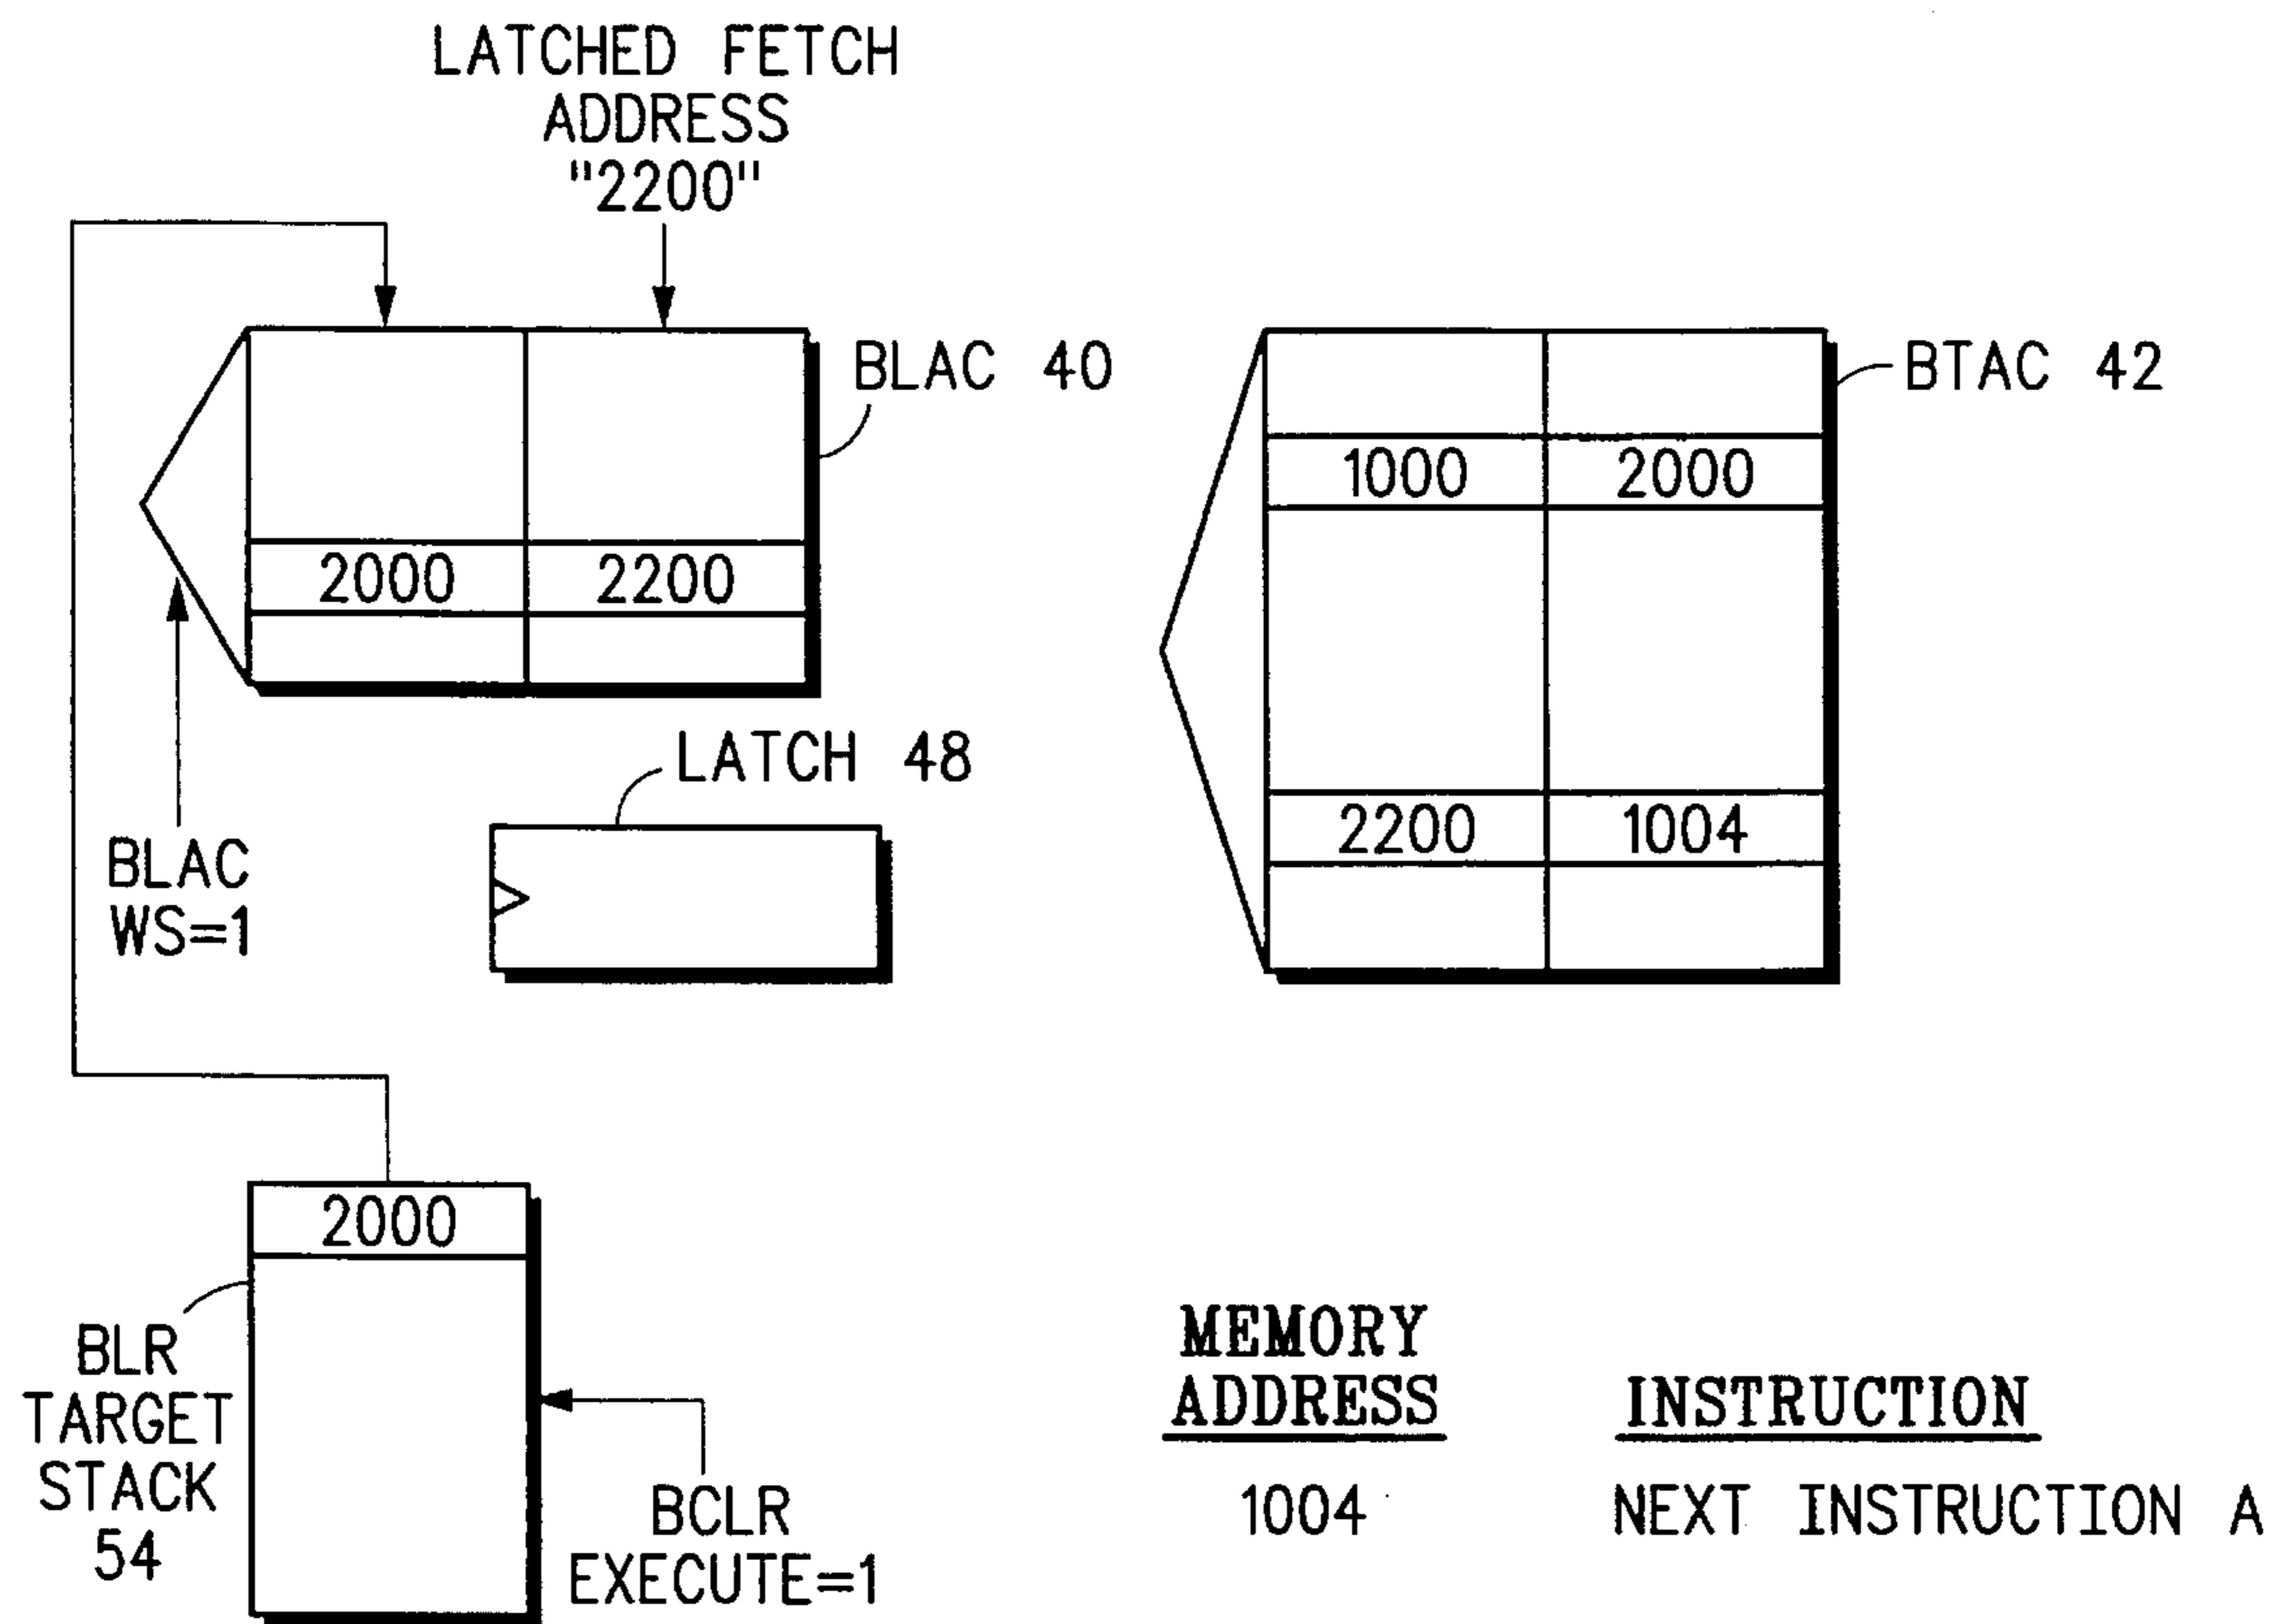 LATCHED FETCH
ADDRESS
"2200"
BLAC 40
BTAC 42
1000 2000
2000 2200
LATCH 48
2200 1004
BLAC
WS=1
2000
BLR
TARGET
STACK
54
BCLR
EXECUTE=1
MEMORY
ADDRESS
INSTRUCTION
1004
NEXT INSTRUCTION A